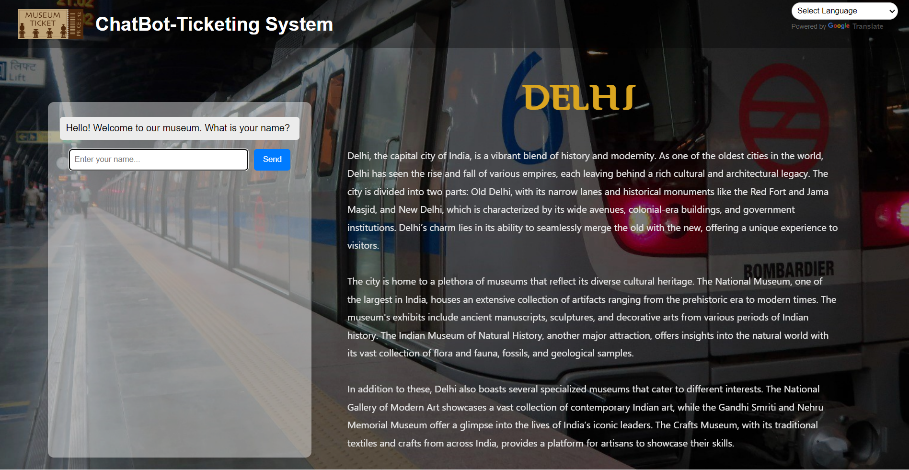 MUSEUM
TICKET
ChatBot-Ticketing System
Select Language
Powered by Google Translate
लिफ्ट
Lift
6
DELHI
Hello! Welcome to our museum. What is your name?
Enter your name...
Send
Delhi, the capital city of India, is a vibrant blend of history and modernity. As one of the oldest cities in the world,
Delhi has seen the rise and fall of various empires, each leaving behind a rich cultural and architectural legacy. The
city is divided into two parts: Old Delhi, with its narrow lanes and historical monuments like the Red Fort and Jama
Masjid, and New Delhi, which is characterized by its wide avenues, colonial-era buildings, and government
institutions. Delhi's charm lies in its ability to seamlessly merge the old with the new, offering a unique experience to
visitors.
BOMBARDIER
The city is home to a plethora of museums that reflect its diverse cultural heritage. The National Museum, one of
the largest in India, houses an extensive collection of artifacts ranging from the prehistoric era to modern times. The
museum's exhibits include ancient manuscripts, sculptures, and decorative arts from various periods of Indian
history. The Indian Museum of Natural History, another major attraction, offers insights into the natural world with
its vast collection of flora and fauna, fossils, and geological samples.
In addition to these, Delhi also boasts several specialized museums that cater to different interests. The National
Gallery of Modern Art showcases a vast collection of contemporary Indian art, while the Gandhi Smriti and Nehru
Memorial Museum offer a glimpse into the lives of India's iconic leaders. The Crafts Museum, with its traditional
textiles and crafts from across India, provides a platform for artisans to showcase their skills.